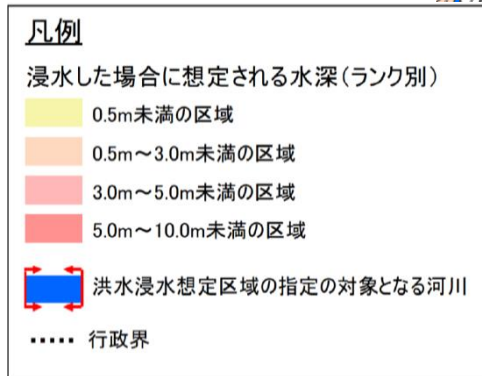 凡例
浸水した場合に想定される水深(ランク別)
0.5m未満の区域
0.5m～3.0m未満の区域
3.0m～5.0m未満の区域
5.0m～10.0m未満の区域
洪水浸水想定区域の指定の対象となる河川
行政界